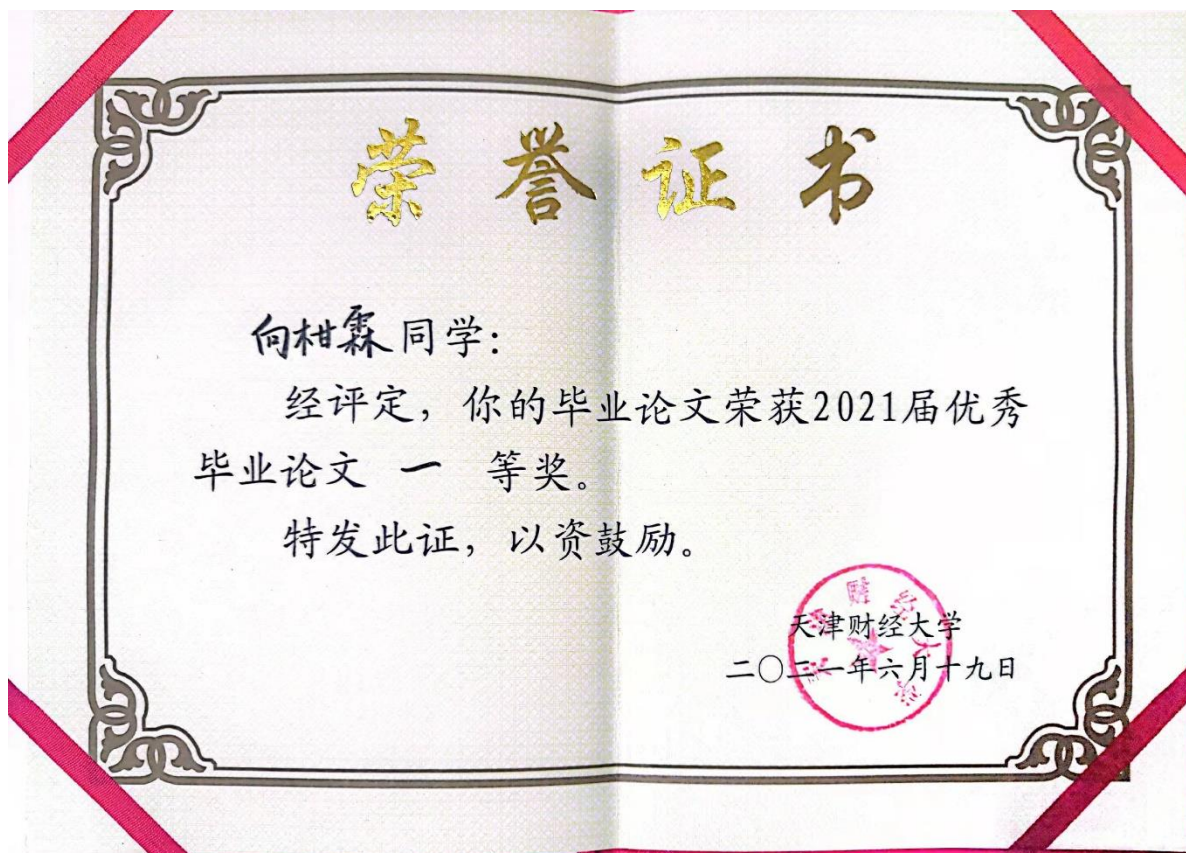 荣誉证书
向柑霖同学:
经评定，你的毕业论文荣获2021届优秀
毕业论文 一 等奖。
特发此证，以资鼓励。
天津财经大学
二〇二一年六月十九日